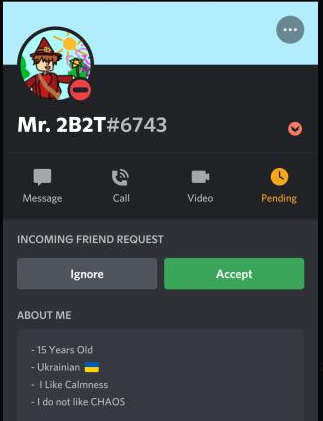 Mr. 2B2T#6743
Message Call Video Pending
INCOMING FRIEND REQUEST
Ignore Accept
ABOUT ME
- 15 Years Old
- Ukrainian 🇺🇦
- I Like Calmness
- I do not like CHAOS